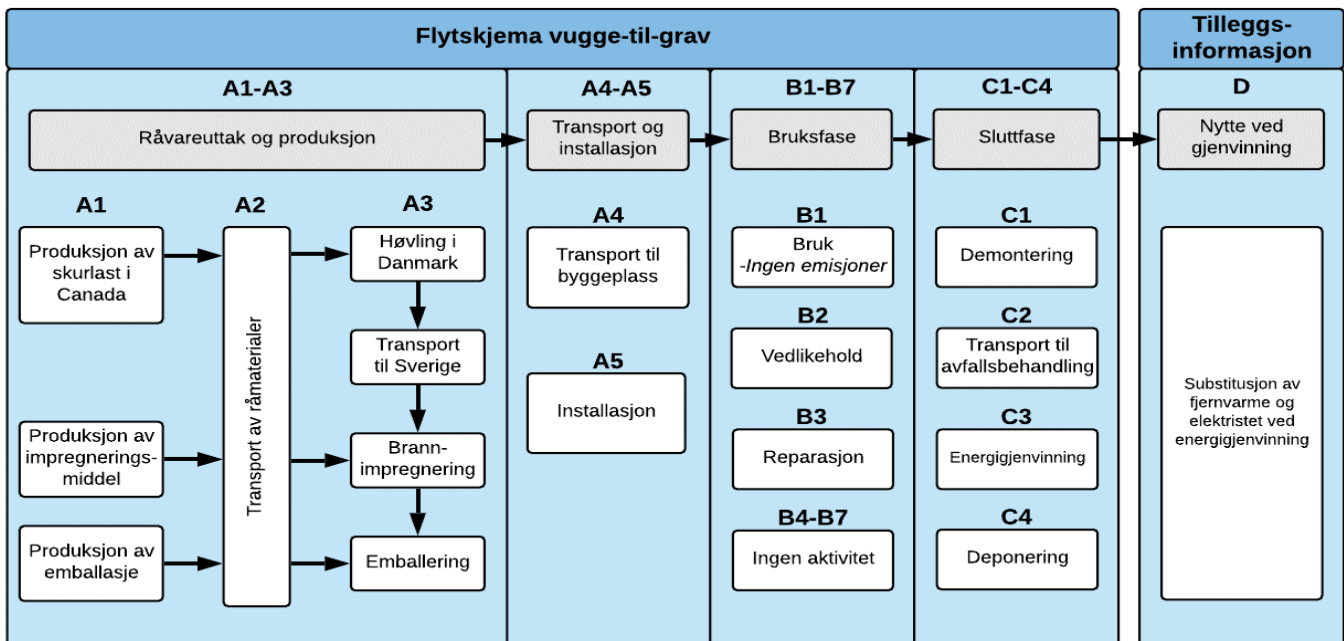 Flytskjema vugge-til-grav
Tilleggs-
informasjon
A1-A3
A4-A5
B1-B7
C1-C4
D
Råvareuttak og produksjon
Transport og
installasjon
Bruksfase
Sluttfase
Nytte ved
gjenvinning
A1
Produksjon av
skurlast i
Canada
Produksjon av
impregnerings-
middel
Produksjon av
emballasje
A2
Transport av råmaterialer
A3
Høvling i
Danmark
Transport
til Sverige
Brann-
impregnering
Emballering
A4
Transport til
byggeplass
A5
Installasjon
B1
Bruk
-Ingen emisjoner
B2
Vedlikehold
B3
Reparasjon
B4-B7
Ingen aktivitet
C1
Demontering
C2
Transport til
avfallsbehandling
C3
Energigjenvinning
C4
Deponering
Substitusjon av
fjernvarme og
elektristet ved
energigjenvinning